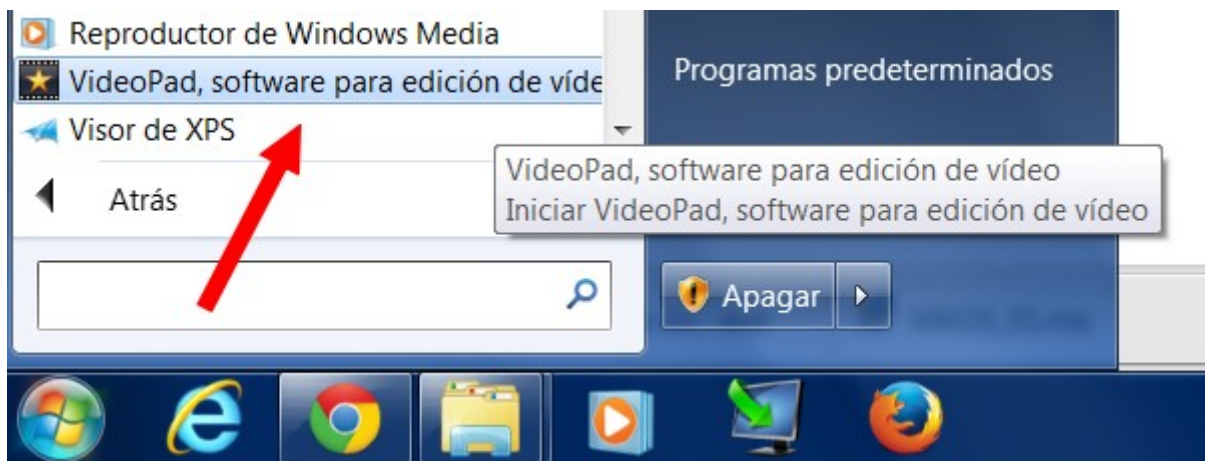 Reproductor de Windows Media
VideoPad, software para edición de víde
Visor de XPS
Atrás
Programas predeterminados
VideoPad, software para edición de vídeo
Iniciar VideoPad, software para edición de vídeo
Apagar